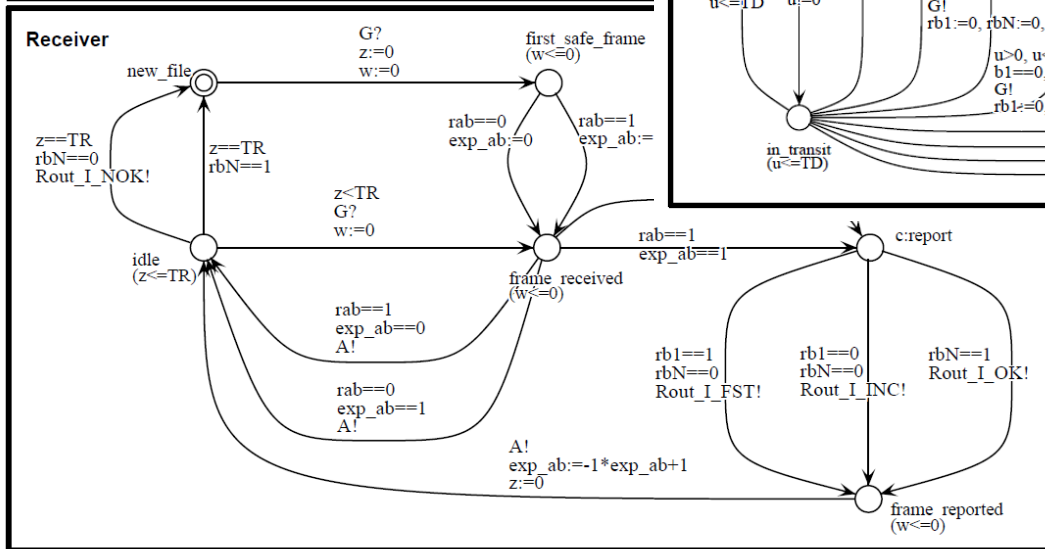 Receiver
G?
z:=0
w:=0
new_file
first_safe_frame
(w<=0)
rab==0
exp_ab:=0
rab==1
exp_ab:=
z==TR
rbN==0
Rout_I_NOK!
z==TR
rbN==1
z<TR
G?
w:=0
idle
(z<=TR)
frame_received
(w<=0)
rab==1
exp_ab==0
A!
rab==0
exp_ab==1
A!
A!
exp_ab:=-1*exp_ab+1
z:=0
rab==1
exp_ab==1
c:report
rb1==1
rbN==0
Rout_I_FST!
rb1==0
rbN==0
Rout_I_INC!
rbN==1
Rout_I_OK!
frame_reported
(w<=0)
u<=TD
u:=0
G!
rb1:=0, rbN:=0,
u>0, u<
b1==0,
G!
rb1:=0,
in_transit
(u<=TD)